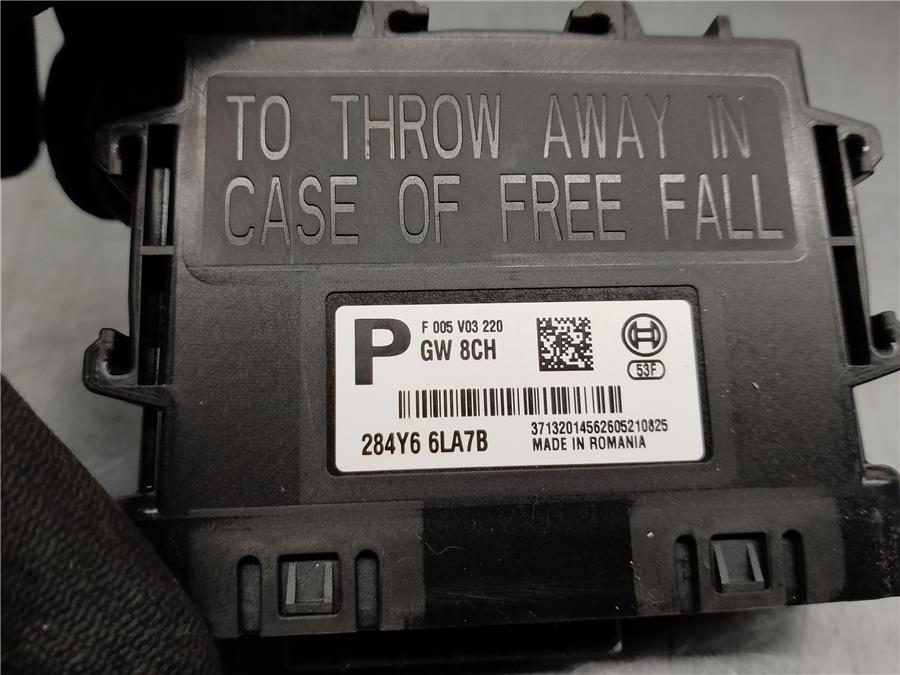 TO THROW AWAY IN
CASE OF FREE FALL
P
F 005 V03 220
GW 8CH
53F
284Y6 6LA7B
37132014562605210825
MADE IN ROMANIA